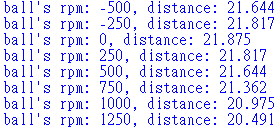 ball's rpm: -500, distance: 21.644
ball's rpm: -250, distance: 21.817
ball's rpm: 0, distance: 21.875
ball's rpm: 250, distance: 21.817
ball's rpm: 500, distance: 21.644
ball's rpm: 750, distance: 21.362
ball's rpm: 1000, distance: 20.975
ball's rpm: 1250, distance: 20.491